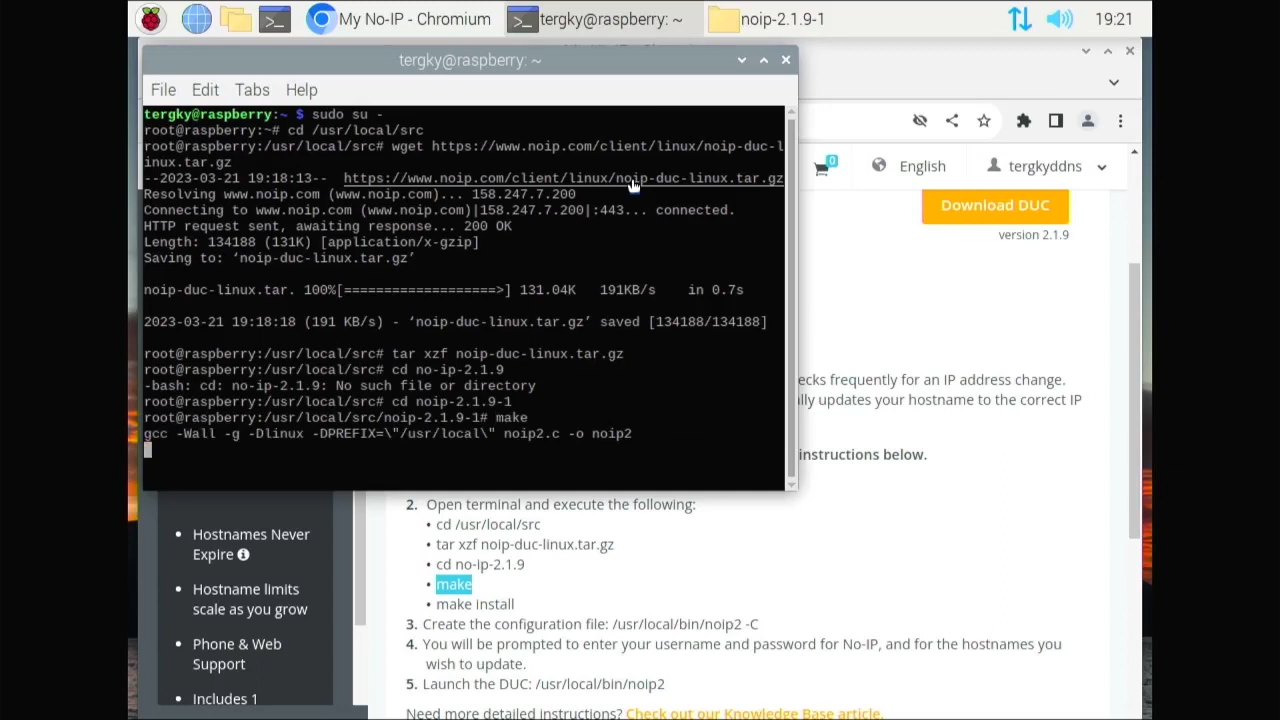 My No-IP - Chromium
tergky@raspberry: ~
noip-2.1.9-1
19:21
tergky@raspberry: ~
File Edit Tabs Help
tergky@raspberry:~ $ sudo su -
root@raspberry:~# cd /usr/local/src
root@raspberry:/usr/local/src# wget https://www.noip.com/client/linux/noip-duc-l
inux.tar.gz
--2023-03-21 19:18:13-- https://www.noip.com/client/linux/noip-duc-linux.tar.gz
Resolving www.noip.com (www.noip.com)... 158.247.7.200
Connecting to www.noip.com (www.noip.com)|158.247.7.200|:443... connected.
HTTP request sent, awaiting response... 200 OK
Length: 134188 (131K) [application/x-gzip]
Saving to: ‘noip-duc-linux.tar.gz’
noip-duc-linux.tar. 100%[===================>] 131.04K 191KB/s in 0.7s
2023-03-21 19:18:18 (191 KB/s) - ‘noip-duc-linux.tar.gz’ saved [134188/134188]
root@raspberry:/usr/local/src# tar xzf noip-duc-linux.tar.gz
root@raspberry:/usr/local/src# cd no-ip-2.1.9
-bash: cd: no-ip-2.1.9: No such file or directory
root@raspberry:/usr/local/src# cd noip-2.1.9-1
root@raspberry:/usr/local/src/noip-2.1.9-1# make
gcc -Wall -g -Dlinux -DPREFIX=\"/usr/local\" noip2.c -o noip2
0
English
tergkyddns
Download DUC
version 2.1.9
ecks frequently for an IP address change.
lly updates your hostname to the correct IP
instructions below.
2. Open terminal and execute the following:
• cd /usr/local/src
• tar xzf noip-duc-linux.tar.gz
• cd no-ip-2.1.9
• make
• make install
3. Create the configuration file: /usr/local/bin/noip2 -C
4. You will be prompted to enter your username and password for No-IP, and for the hostnames you
wish to update.
5. Launch the DUC: /usr/local/bin/noip2
Need more detailed instructions? Check out our Knowledge Base article.
• Hostnames Never
Expire
• Hostname limits
scale as you grow
• Phone & Web
Support
• Includes 1